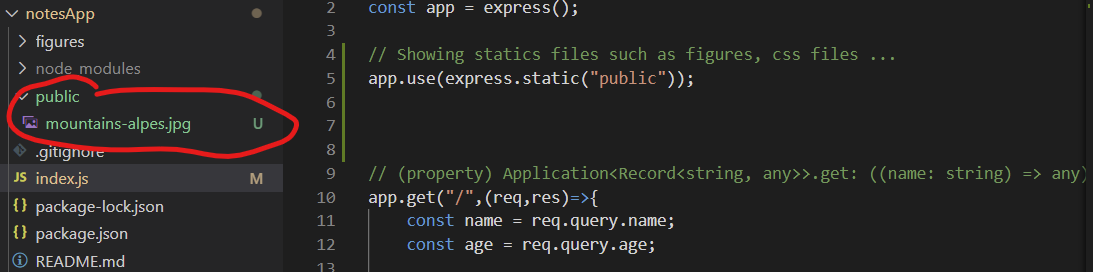 notesApp
figures
node_modules
public
mountains-alpes.jpg U
.gitignore
JS index.js M
{} package-lock.json
{} package.json
README.md
2 const app = express();
3
4 // Showing statics files such as figures, css files ...
5 app.use(express.static("public"));
6
7
8
9 // (property) Application<Record<string, any>>.get: ((name: string) => any)
10 app.get("/",(req,res)=>{
11 const name = req.query.name;
12 const age = req.query.age;
13